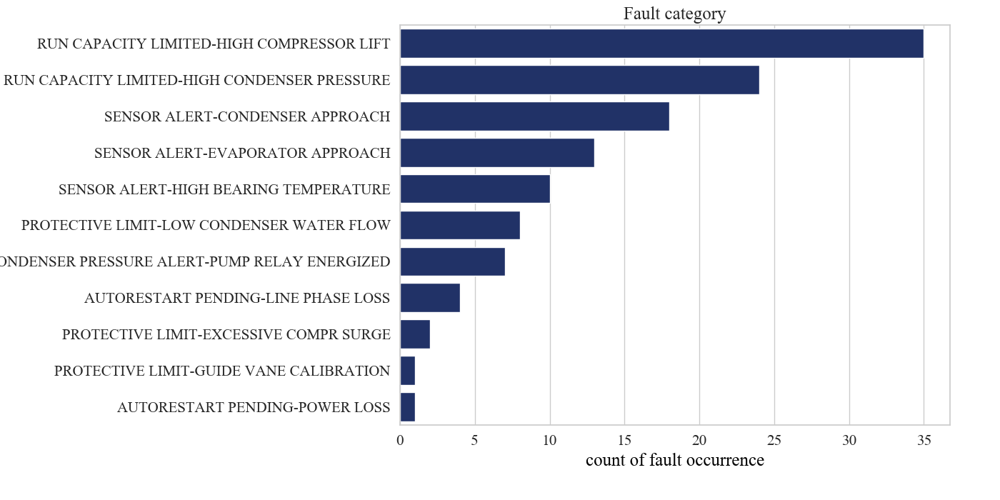 Fault category
RUN CAPACITY LIMITED-HIGH COMPRESSOR LIFT
RUN CAPACITY LIMITED-HIGH CONDENSER PRESSURE
SENSOR ALERT-CONDENSER APPROACH
SENSOR ALERT-EVAPORATOR APPROACH
SENSOR ALERT-HIGH BEARING TEMPERATURE
PROTECTIVE LIMIT-LOW CONDENSER WATER FLOW
ONDENSER PRESSURE ALERT-PUMP RELAY ENERGIZED
AUTORESTART PENDING-LINE PHASE LOSS
PROTECTIVE LIMIT-EXCESSIVE COMPR SURGE
PROTECTIVE LIMIT-GUIDE VANE CALIBRATION
AUTORESTART PENDING-POWER LOSS
0 5 10 15 20 25 30 35
count of fault occurrence